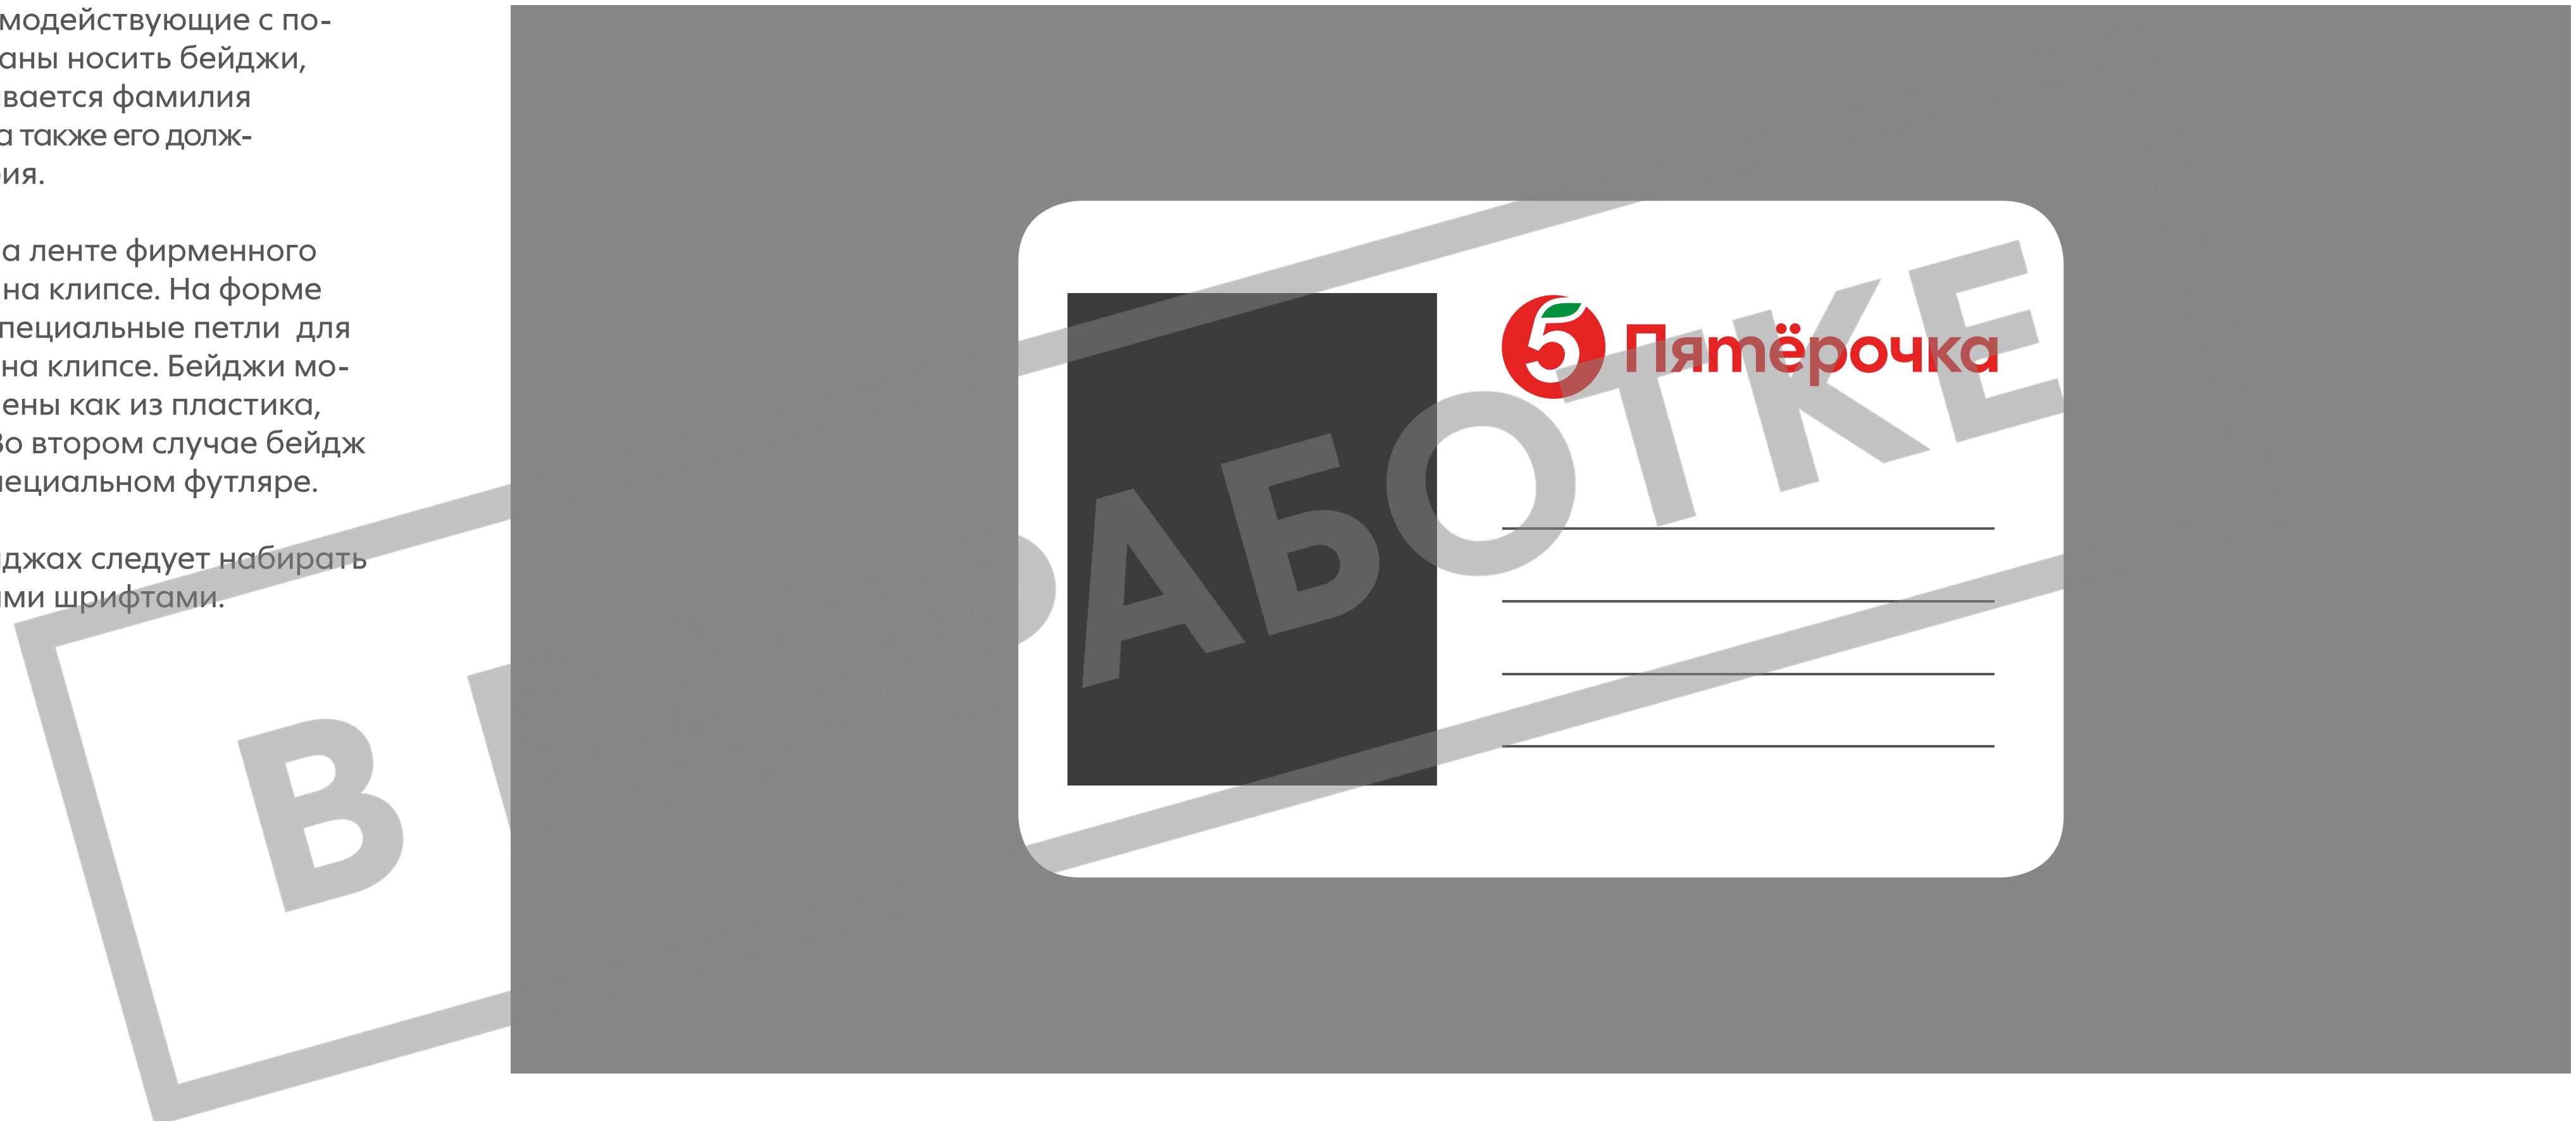 модействующие с по-
аны носить бейджи,
вается фамилия
а также его долж-
ия.
а ленте фирменного
на клипсе. На форме
пециальные петли для
на клипсе. Бейджи мо-
ены как из пластика,
Во втором случае бейдж
пециальном футляре.
джах следует набирать
ми шрифтами.
5 Пятёрочка
В РАЗРАБОТКЕ